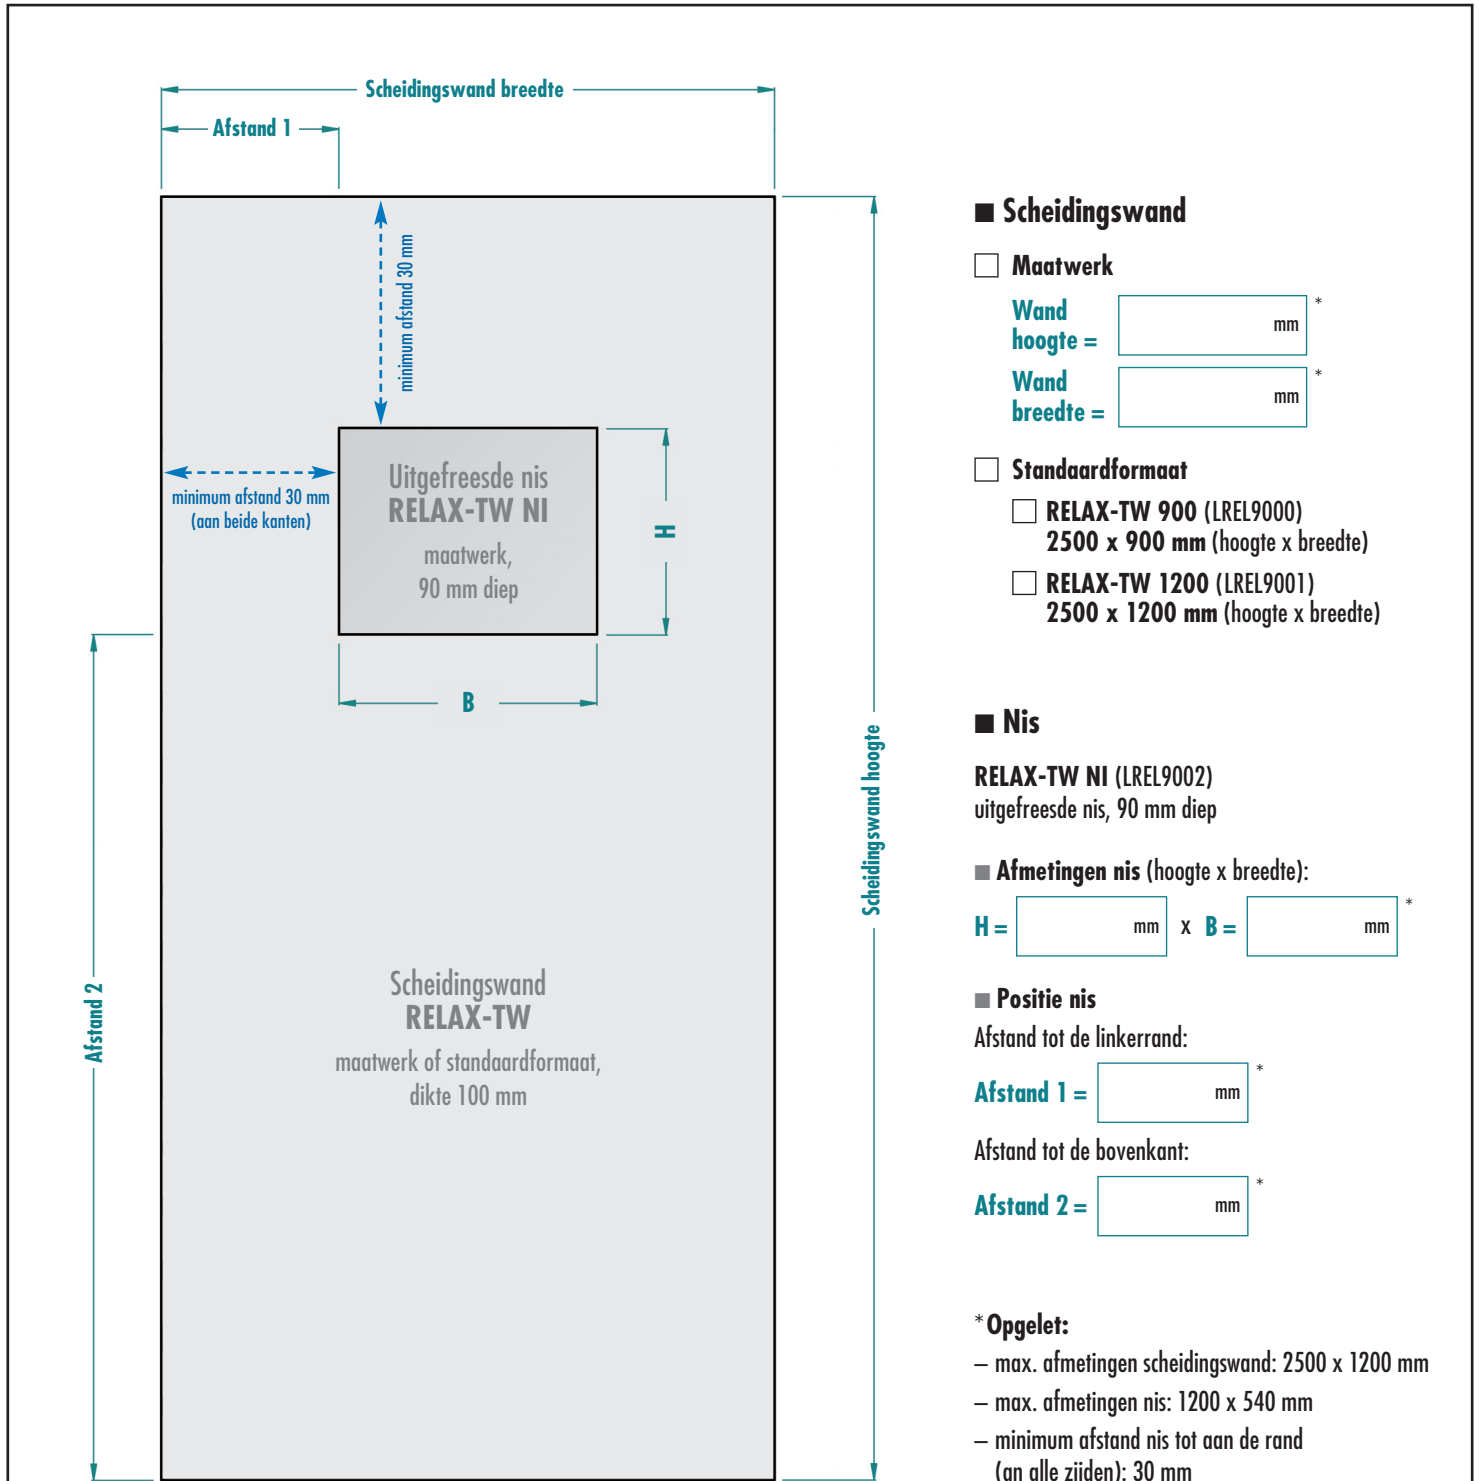 Scheidingswand breedte
Afstand 1
minimum afstand 30 mm
minimum afstand 30 mm
(aan beide kanten)
Uitgefreesde nis
RELAX-TW NI
maatwerk,
90 mm diep
H
B
Scheidingswand hoogte
Afstand 2
Scheidingswand
RELAX-TW
maatwerk of standaardformaat,
dikte 100 mm
■ Scheidingswand
Maatwerk
Wand
hoogte = mm *
Wand
breedte = mm *
Standaardformaat
RELAX-TW 900 (LREL9000)
2500 x 900 mm (hoogte x breedte)
RELAX-TW 1200 (LREL9001)
2500 x 1200 mm (hoogte x breedte)
■ Nis
RELAX-TW NI (LREL9002)
uitgefreesde nis, 90 mm diep
■ Afmetingen nis (hoogte x breedte):
H = mm x B = mm *
■ Positie nis
Afstand tot de linkerrand:
Afstand 1 = mm *
Afstand tot de bovenkant:
Afstand 2 = mm *
*Opgelet:
– max. afmetingen scheidingswand: 2500 x 1200 mm
– max. afmetingen nis: 1200 x 540 mm
– minimum afstand nis tot aan de rand
(an alle zijden): 30 mm